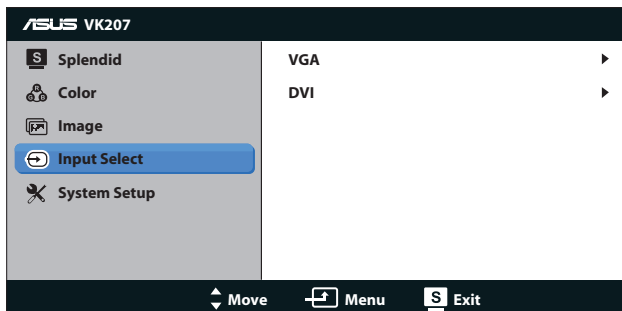 ASUS VK207
S Splendid
R G B Color
Image
Input Select
System Setup
VGA
DVI
Move Menu S Exit